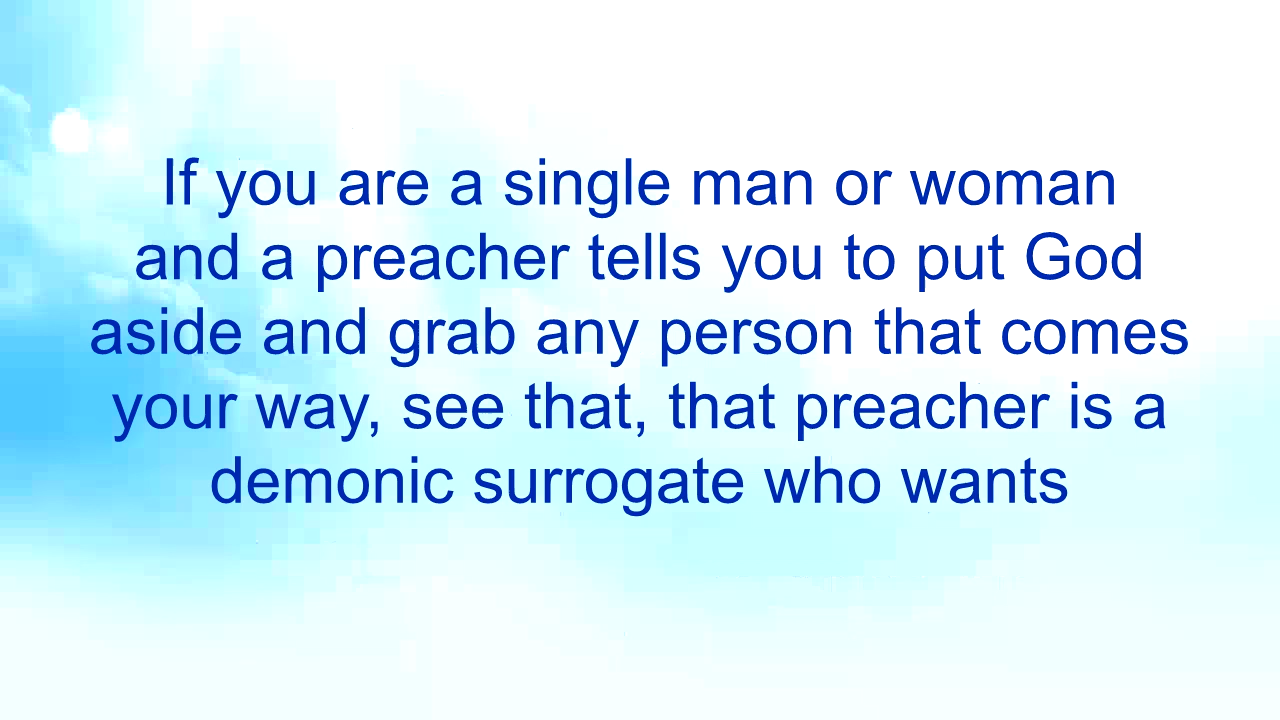 If you are a single man or woman
and a preacher tells you to put God
aside and grab any person that comes
your way, see that, that preacher is a
demonic surrogate who wants